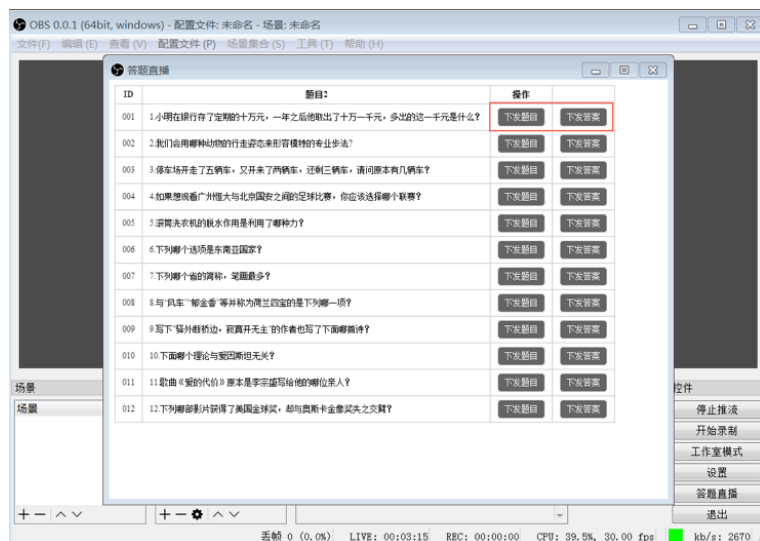 OBS 0.0.1 (64bit, windows) - 配置文件: 未命名 - 场景: 未命名
文件(F) 编辑(E) 查看(V) 配置文件(P) 场景集合(S) 工具(T) 帮助(H)
答题直播
ID 题目: 操作
001 1.小明在银行存了定期的十万元，一年之后他取出了十万一千元，多出的这一千元是什么? 下发题目 下发答案
002 2.我们会用哪种动物的行走姿态来形容模特的专业步法? 下发题目 下发答案
003 3.停车场开走了五辆车，又开来了两辆车，还剩三辆车，请问原本有几辆车? 下发题目 下发答案
004 4.如果想观看广州恒大与北京国安之间的足球比赛，你应该选择哪个联赛? 下发题目 下发答案
005 5.滚筒洗衣机的脱水作用是利用了哪种力? 下发题目 下发答案
006 6.下列哪个选项是东南亚国家? 下发题目 下发答案
007 7.下列哪个省的简称，笔画最多? 下发题目 下发答案
008 8.与"风车""郁金香"等并称为荷兰四宝的是下列哪一项? 下发题目 下发答案
009 9.写下"驿外断桥边，寂寞开无主"的作者也写了下面哪首诗? 下发题目 下发答案
010 10.下面哪个理论与爱因斯坦无关? 下发题目 下发答案
011 11.歌曲《爱的代价》原本是李宗盛写给他的哪位亲人? 下发题目 下发答案
012 12.下列哪部影片获得了美国金球奖，却与奥斯卡金像奖失之交臂? 下发题目 下发答案
场景
场景
控件
停止推流
开始录制
工作室模式
设置
答题直播
退出
丢帧 0 (0.0%) LIVE: 00:03:15 REC: 00:00:00 CPU: 39.5%, 30.00 fps kb/s: 2670